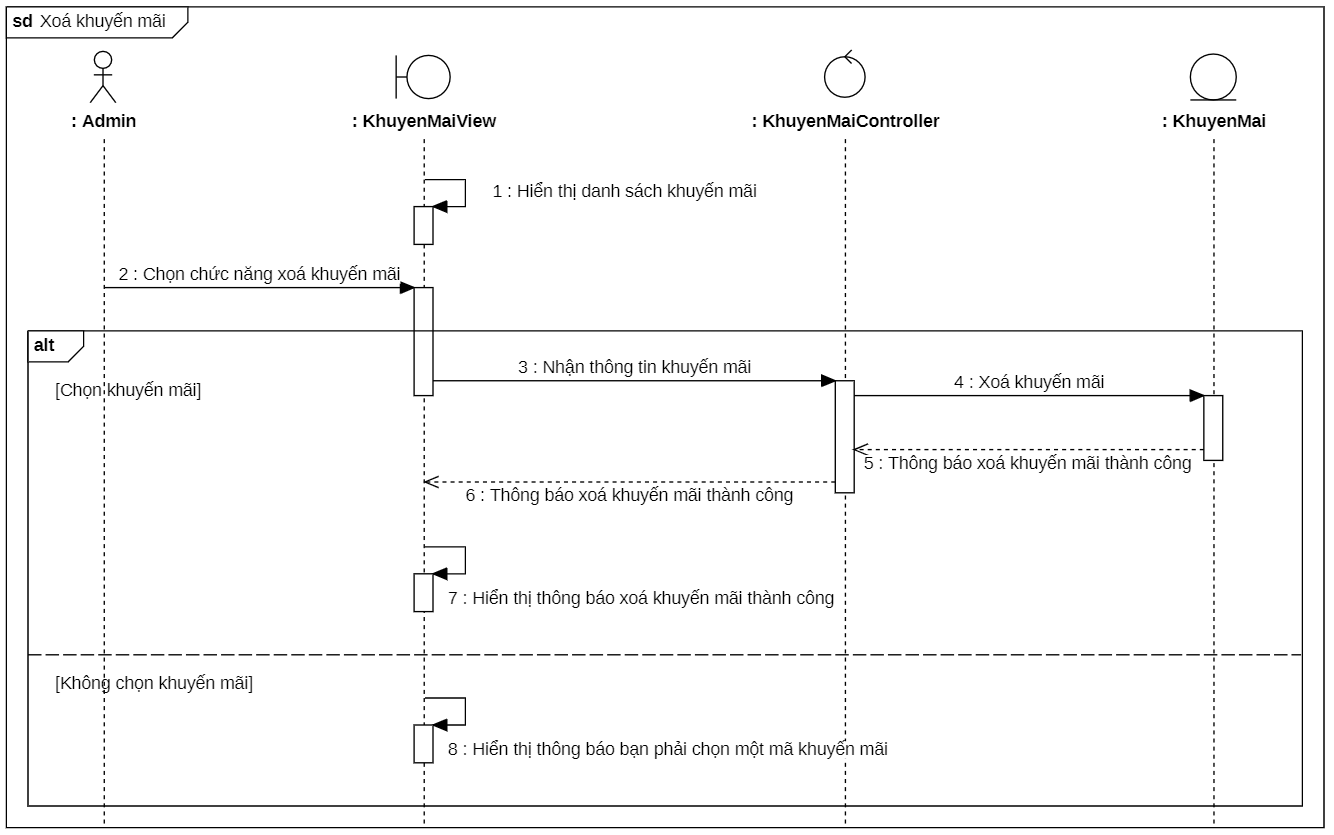 sd Xoá khuyến mãi
: Admin
: KhuyenMaiView
: KhuyenMaiController
: KhuyenMai
1 : Hiển thị danh sách khuyến mãi
2 : Chọn chức năng xoá khuyến mãi
alt
[Chọn khuyến mãi]
3 : Nhận thông tin khuyến mãi
4 : Xoá khuyến mãi
5 : Thông báo xoá khuyến mãi thành công
6 : Thông báo xoá khuyến mãi thành công
7 : Hiển thị thông báo xoá khuyến mãi thành công
[Không chọn khuyến mãi]
8 : Hiển thị thông báo bạn phải chọn một mã khuyến mãi